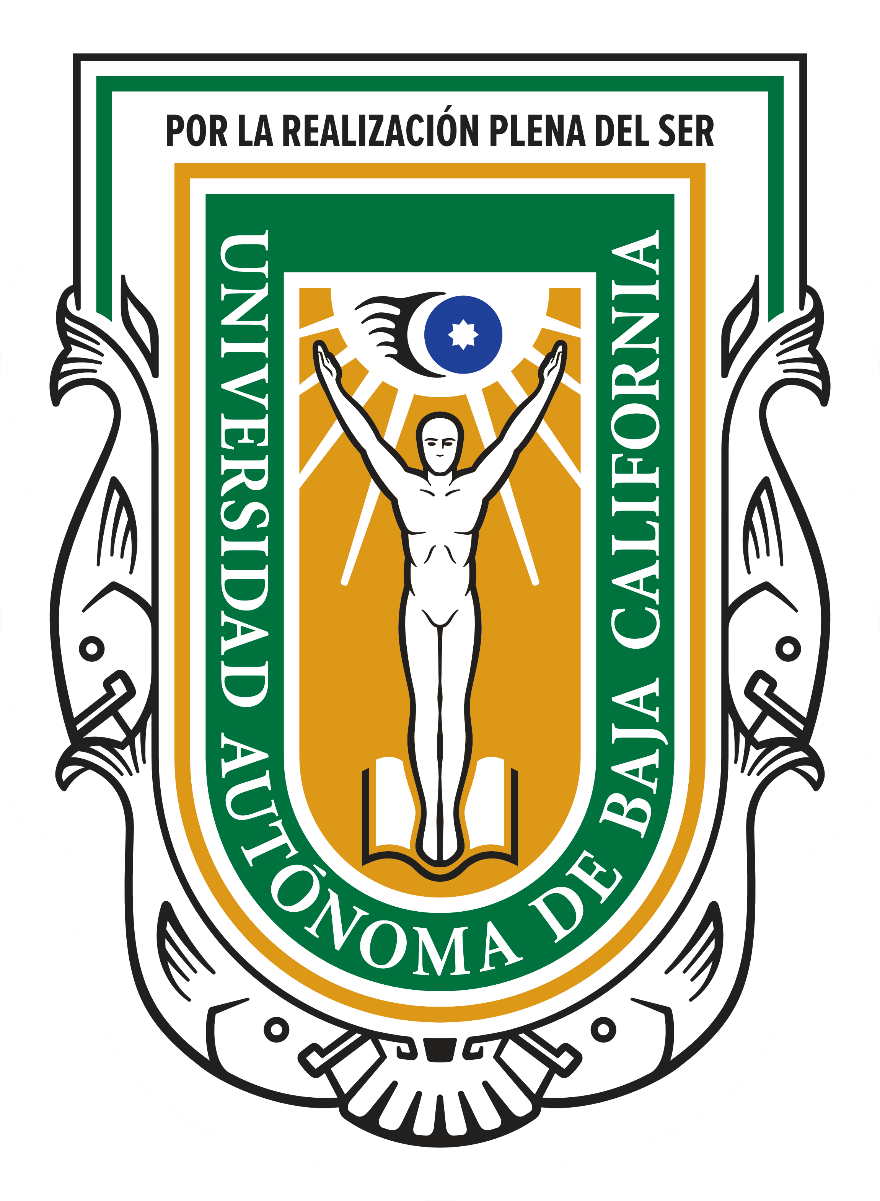 POR LA REALIZACIÓN PLENA DEL SER
UNIVERSIDAD AUTÓNOMA DE BAJA CALIFORNIA